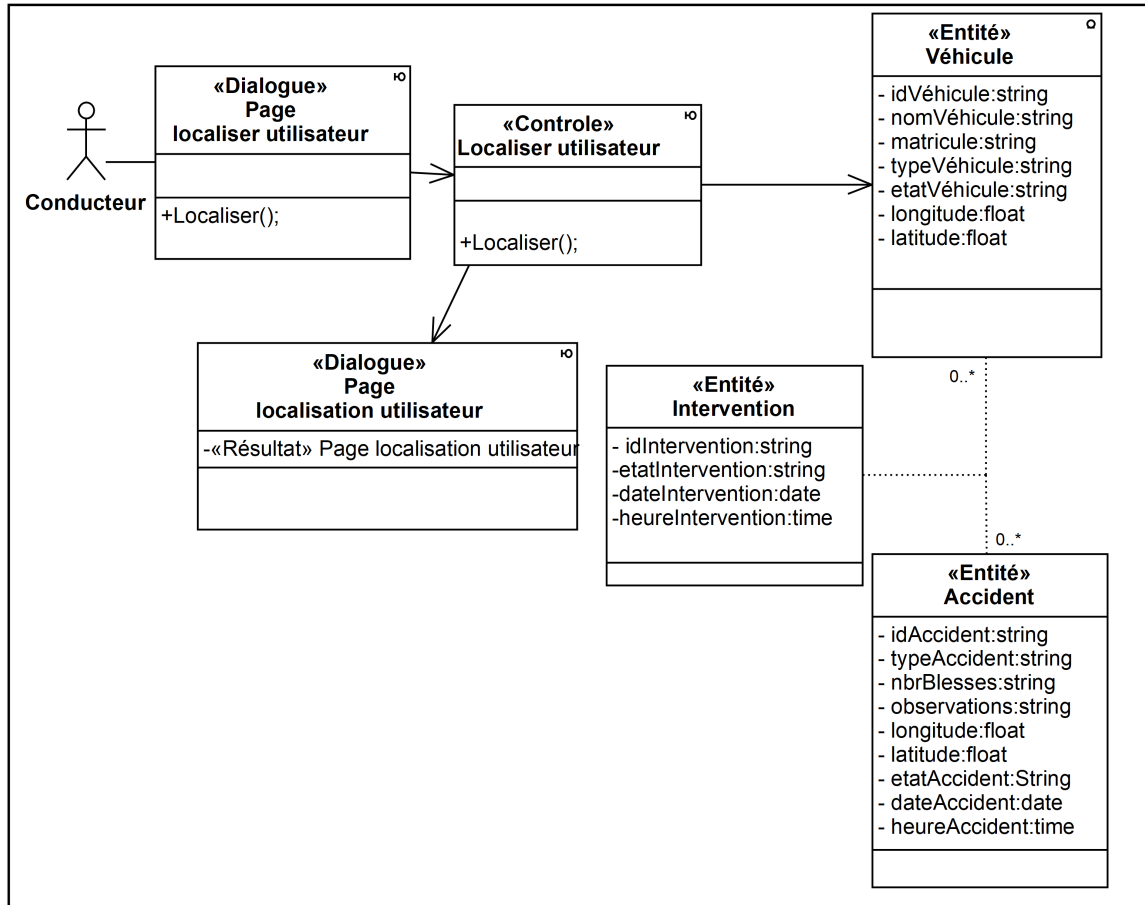 Conducteur
«Dialogue»
Page
localiser utilisateur
+Localiser();
«Controle»
Localiser utilisateur
+Localiser();
«Entité»
Véhicule
- idVéhicule:string
- nomVéhicule:string
- matricule:string
- typeVéhicule:string
- etatVéhicule:string
- longitude:float
- latitude:float
«Dialogue»
Page
localisation utilisateur
-«Résultat» Page localisation utilisateur
«Entité»
Intervention
- idIntervention:string
-etatIntervention:string
-dateIntervention:date
-heureIntervention:time
0..*
0..*
«Entité»
Accident
- idAccident:string
- typeAccident:string
- nbrBlesses:string
- observations:string
- longitude:float
- latitude:float
- etatAccident:String
- dateAccident:date
- heureAccident:time